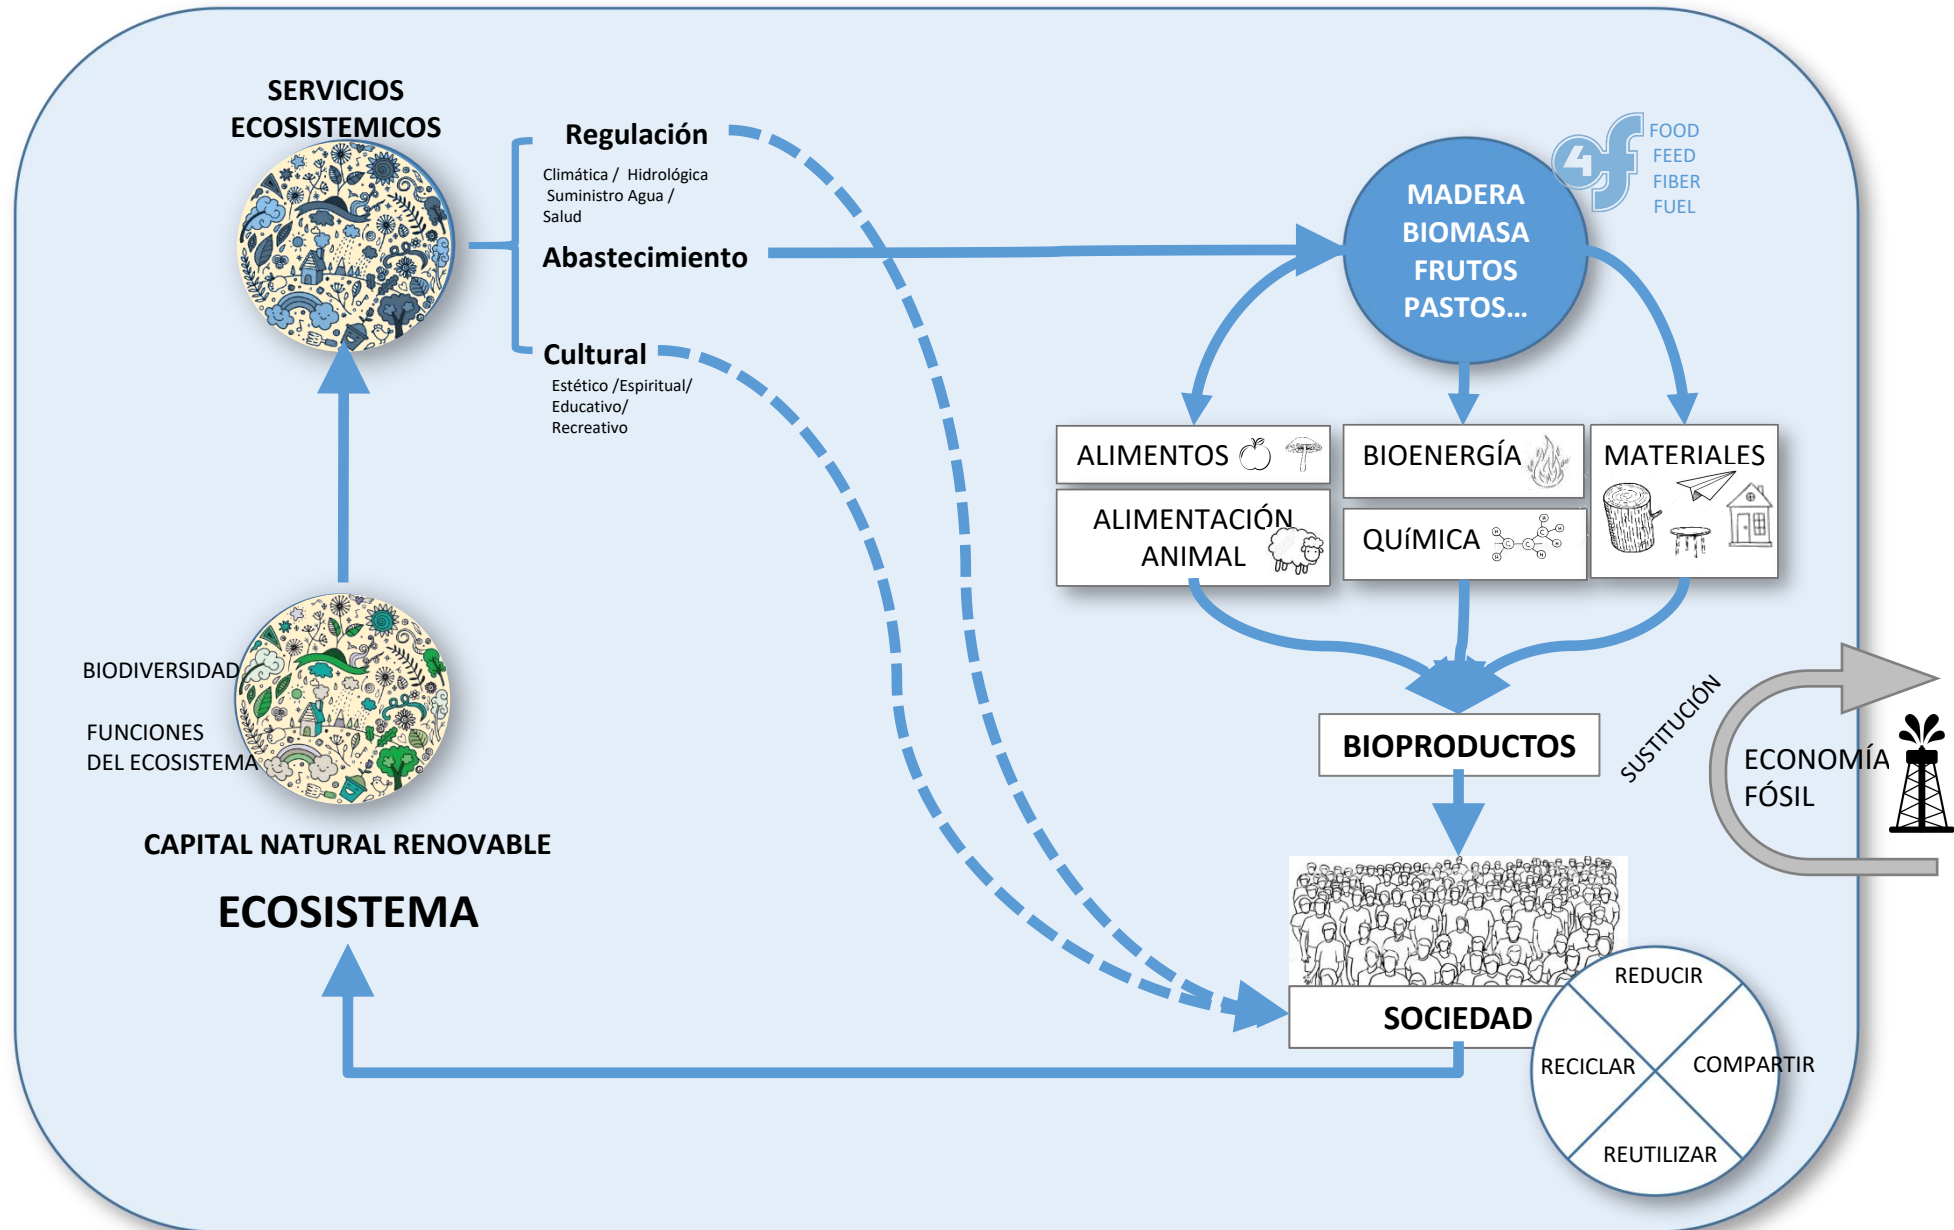 SERVICIOS
ECOSISTEMICOS
Regulación
Climática / Hidrológica
Suministro Agua /
Salud
Abastecimiento
Cultural
Estético /Espiritual/
Educativo/
Recreativo
MADERA
BIOMASA
FRUTOS
PASTOS...
4f
FOOD
FEED
FIBER
FUEL
ALIMENTOS
ALIMENTACIÓN
ANIMAL
BIOENERGÍA
QUíMICA
MATERIALES
BIOPRODUCTOS
SUSTITUCIÓN
ECONOMÍA
FÓSIL
BIODIVERSIDAD
FUNCIONES
DEL ECOSISTEMA
CAPITAL NATURAL RENOVABLE
ECOSISTEMA
SOCIEDAD
REDUCIR
RECICLAR
COMPARTIR
REUTILIZAR